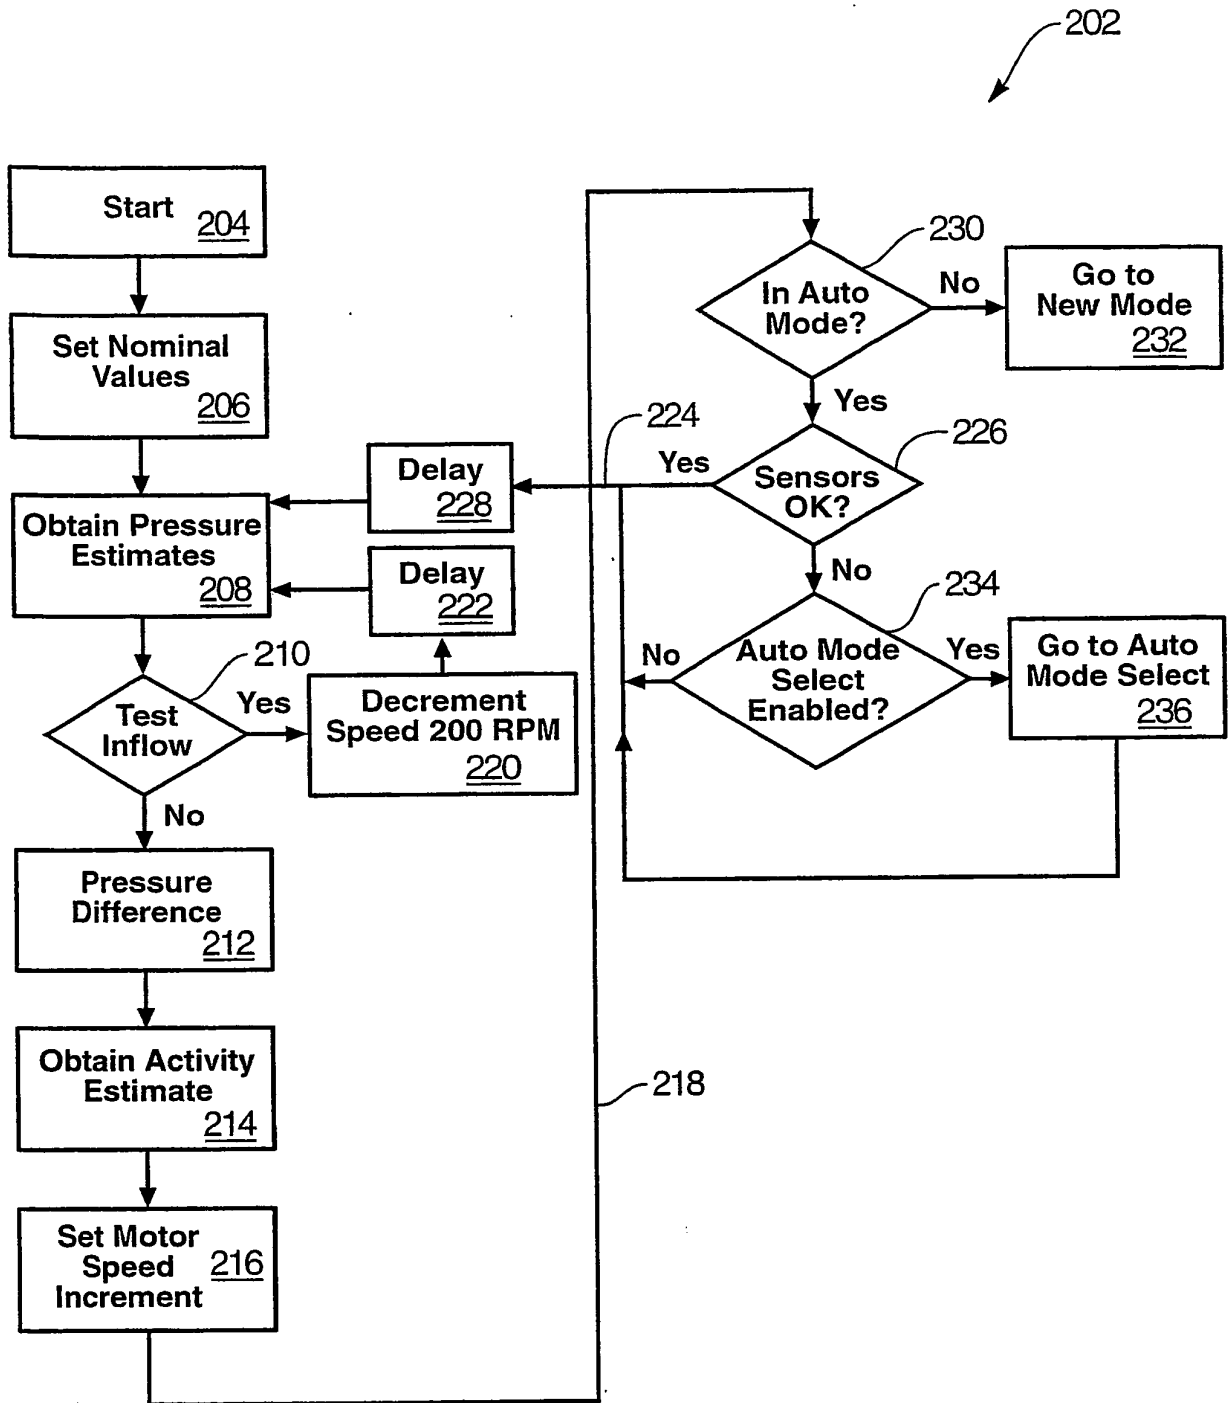 202
Start
204
Set Nominal
Values
206
Obtain Pressure
Estimates
208
210
Test
Inflow
Yes
No
Decrement
Speed 200 RPM
220
Delay
222
Delay
228
Pressure
Difference
212
Obtain Activity
Estimate
214
Set Motor
Speed
Increment
216
218
230
In Auto
Mode?
No
Go to
New Mode
232
Yes
224
226
Yes
Sensors
OK?
No
234
Auto Mode
Select
Enabled?
No
Yes
Go to Auto
Mode Select
236